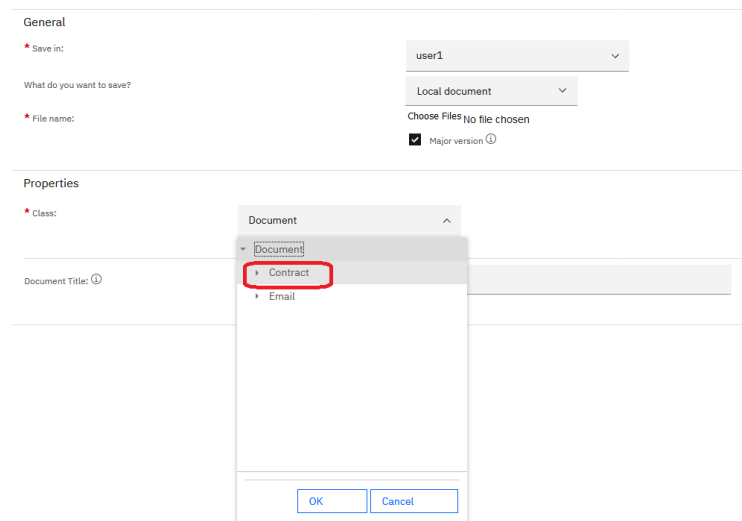 General
* Save in:
user1
What do you want to save?
Local document
* File name:
Choose Files No file chosen
Major version
Properties
* Class:
Document
Document
Contract
Email
Document Title:
OK
Cancel